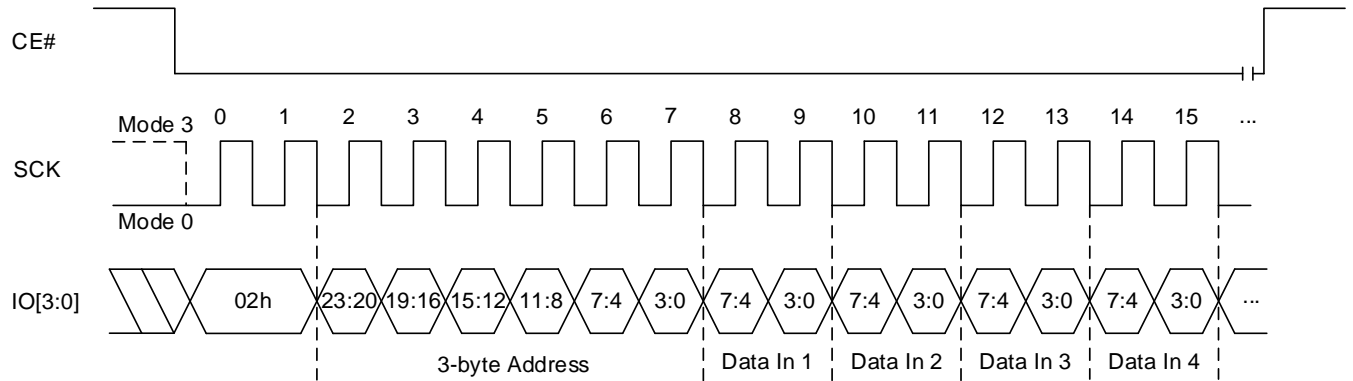 CE#
Mode 3 0 1 2 3 4 5 6 7 8 9 10 11 12 13 14 15 ...
SCK
Mode 0
IO[3:0] 02h 23:20 19:16 15:12 11:8 7:4 3:0 7:4 3:0 7:4 3:0 7:4 3:0 7:4 3:0 ...
3-byte Address Data In 1 Data In 2 Data In 3 Data In 4